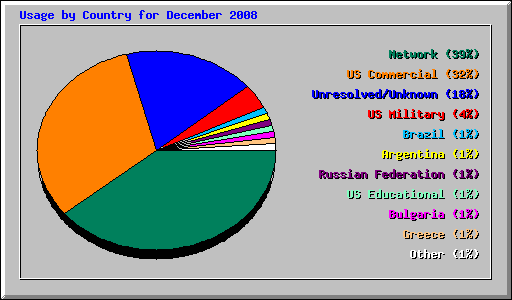 Usage by Country for December 2008
Network (39%)
US Commercial (32%)
Unresolved/Unknown (18%)
US Military (4%)
Brazil (1%)
Argentina (1%)
Russian Federation (1%)
US Educational (1%)
Bulgaria (1%)
Greece (1%)
Other (1%)